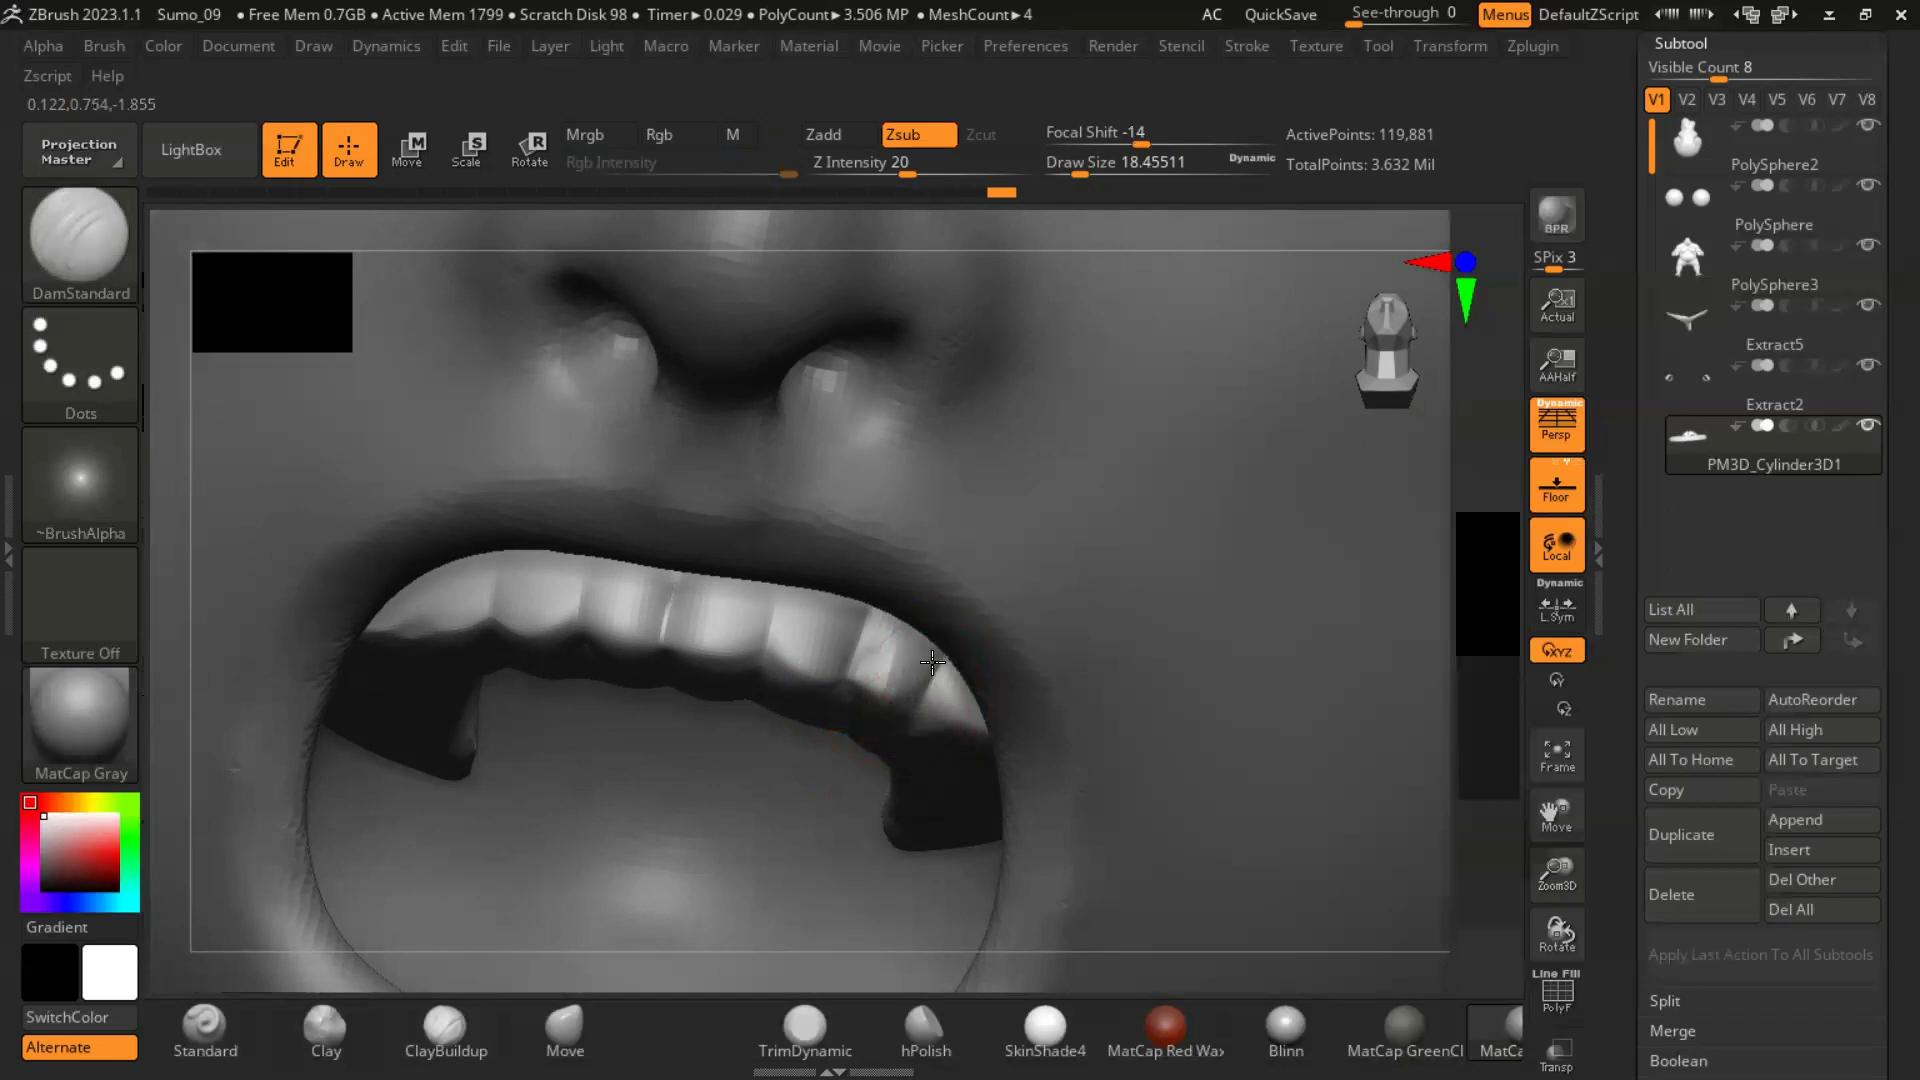 ZBrush 2023.1.1 Sumo_09 • Free Mem 0.7GB • Active Mem 1799 • Scratch Disk 98 • Timer▸0.029 • PolyCount▸3.506 MP • MeshCount▸4 AC QuickSave See-through 0 Menus DefaultZScript
Alpha Brush Color Document Draw Dynamics Edit File Layer Light Macro Marker Material Movie Picker Preferences Render Stencil Stroke Texture Tool Transform Zplugin
Zscript Help
0.122,0.754,-1.855
Projection Master
LightBox
Edit
Draw
Move
Scale
Rotate
Mrgb Rgb M
Rgb Intensity
Zadd Zsub Zcut
Z Intensity 20
Focal Shift -14
Draw Size 18.45511 Dynamic
ActivePoints: 119,881
TotalPoints: 3.632 Mil
DamStandard
Dots
~BrushAlpha
Texture Off
MatCap Gray
Gradient
SwitchColor
Alternate
BPR
SPix 3
Actual
AAHalf
Dynamic
Persp
Floor
Local
Dynamic
L.Sym
XYZ
Frame
Move
Zoom3D
Rotate
Line Fill
PolyF
Transp
Subtool
Visible Count 8
V1 V2 V3 V4 V5 V6 V7 V8
PolySphere2
PolySphere
PolySphere3
Extract5
Extract2
PM3D_Cylinder3D1
List All
New Folder
Rename AutoReorder
All Low All High
All To Home All To Target
Copy Paste
Duplicate Append
Insert
Delete Del Other
Del All
Apply Last Action To All Subtools
Split
Merge
Boolean
Standard Clay ClayBuildup Move TrimDynamic hPolish SkinShade4 MatCap Red Wax Blinn MatCap GreenCl MatCa